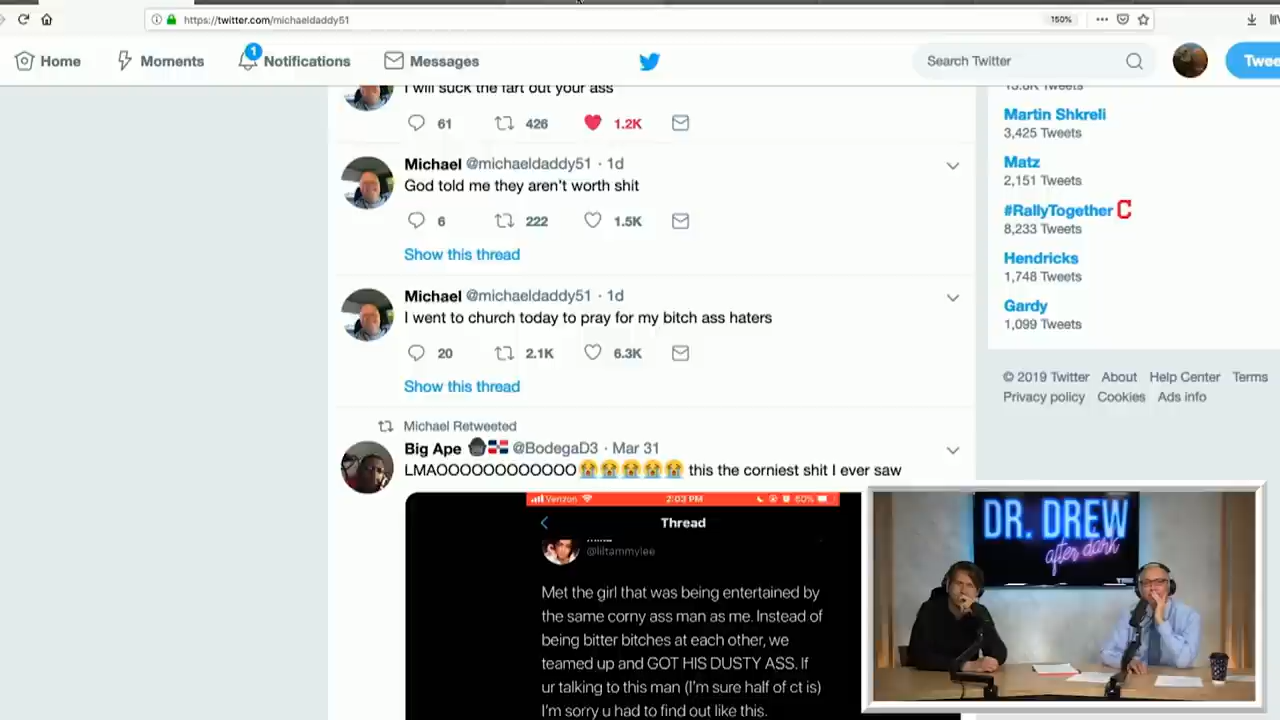 https://twitter.com/michaeldaddy51
150%
Home
Moments
1
Notifications
Messages
Search Twitter
I will suck the fart out your ass
61 426 1.2K
Michael @michaeldaddy51 · 1d
God told me they aren't worth shit
6 222 1.5K
Show this thread
Michael @michaeldaddy51 · 1d
I went to church today to pray for my bitch ass haters
20 2.1K 6.3K
Show this thread
Michael Retweeted
Big Ape @BodegaD3 · Mar 31
LMAOOOOOOOOOOOO😭😭😭😭😭 this the corniest shit I ever saw
Verizon 2:03 PM 60%
Thread
@liltammylee
Met the girl that was being entertained by
the same corny ass man as me. Instead of
being bitter bitches at each other, we
teamed up and GOT HIS DUSTY ASS. If
ur talking to this man (I'm sure half of ct is)
I'm sorry u had to find out like this.
Tweets
Martin Shkreli
3,425 Tweets
Matz
2,151 Tweets
#RallyTogether
8,233 Tweets
Hendricks
1,748 Tweets
Gardy
1,099 Tweets
© 2019 Twitter About Help Center Terms
Privacy policy Cookies Ads info
DR. DREW
after dark